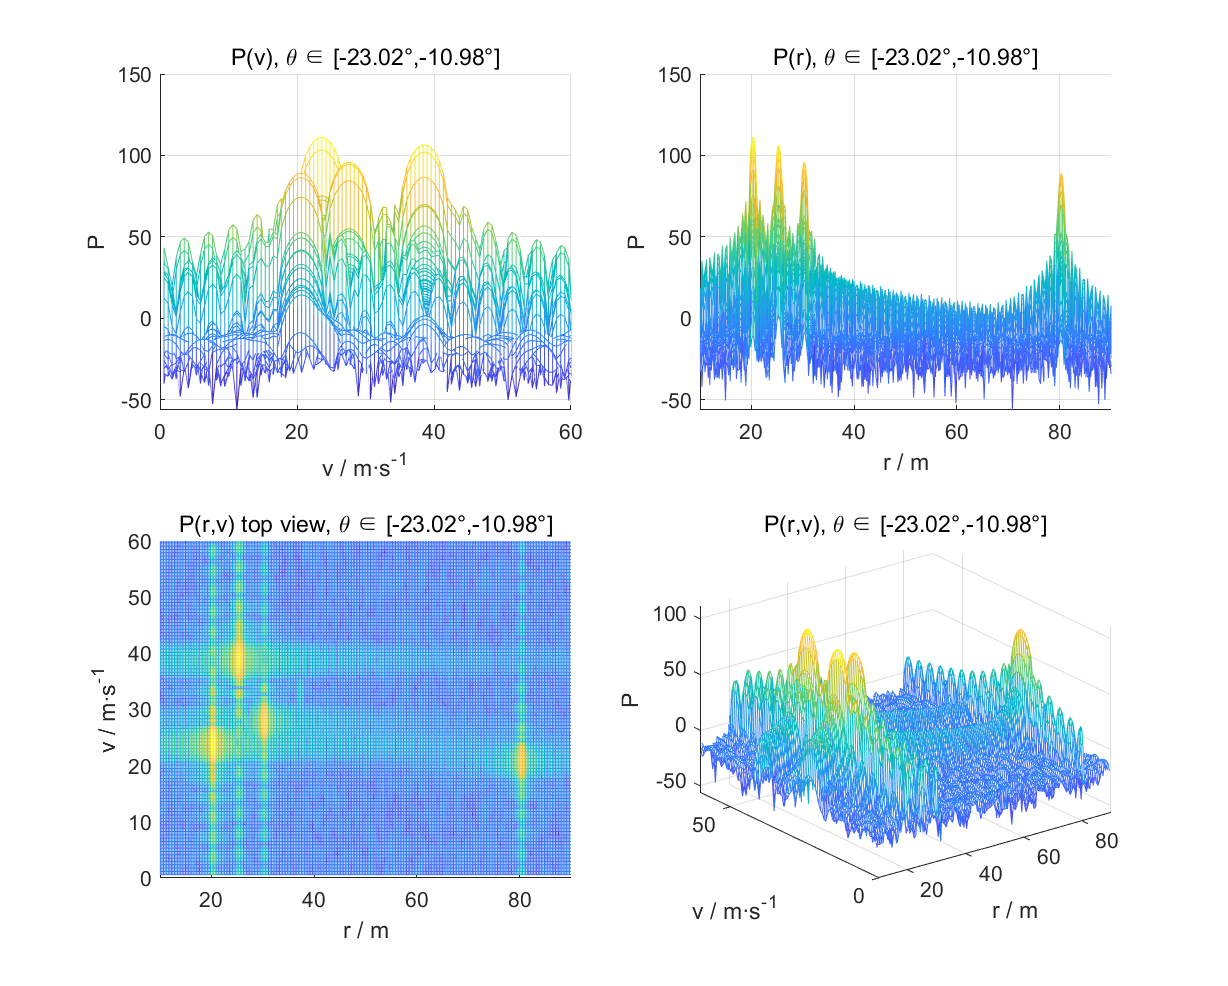 P(v), θ ∈ [-23.02°,-10.98°]
150
100
50
0
-50
P
0 20 40 60
v / m·s-1
P(r), θ ∈ [-23.02°,-10.98°]
150
100
50
0
-50
P
20 40 60 80
r / m
P(r,v) top view, θ ∈ [-23.02°,-10.98°]
60
50
40
30
20
10
0
v / m·s-1
20 40 60 80
r / m
P(r,v), θ ∈ [-23.02°,-10.98°]
100
50
0
-50
P
50
0
v / m·s-1
20 40 60 80
r / m